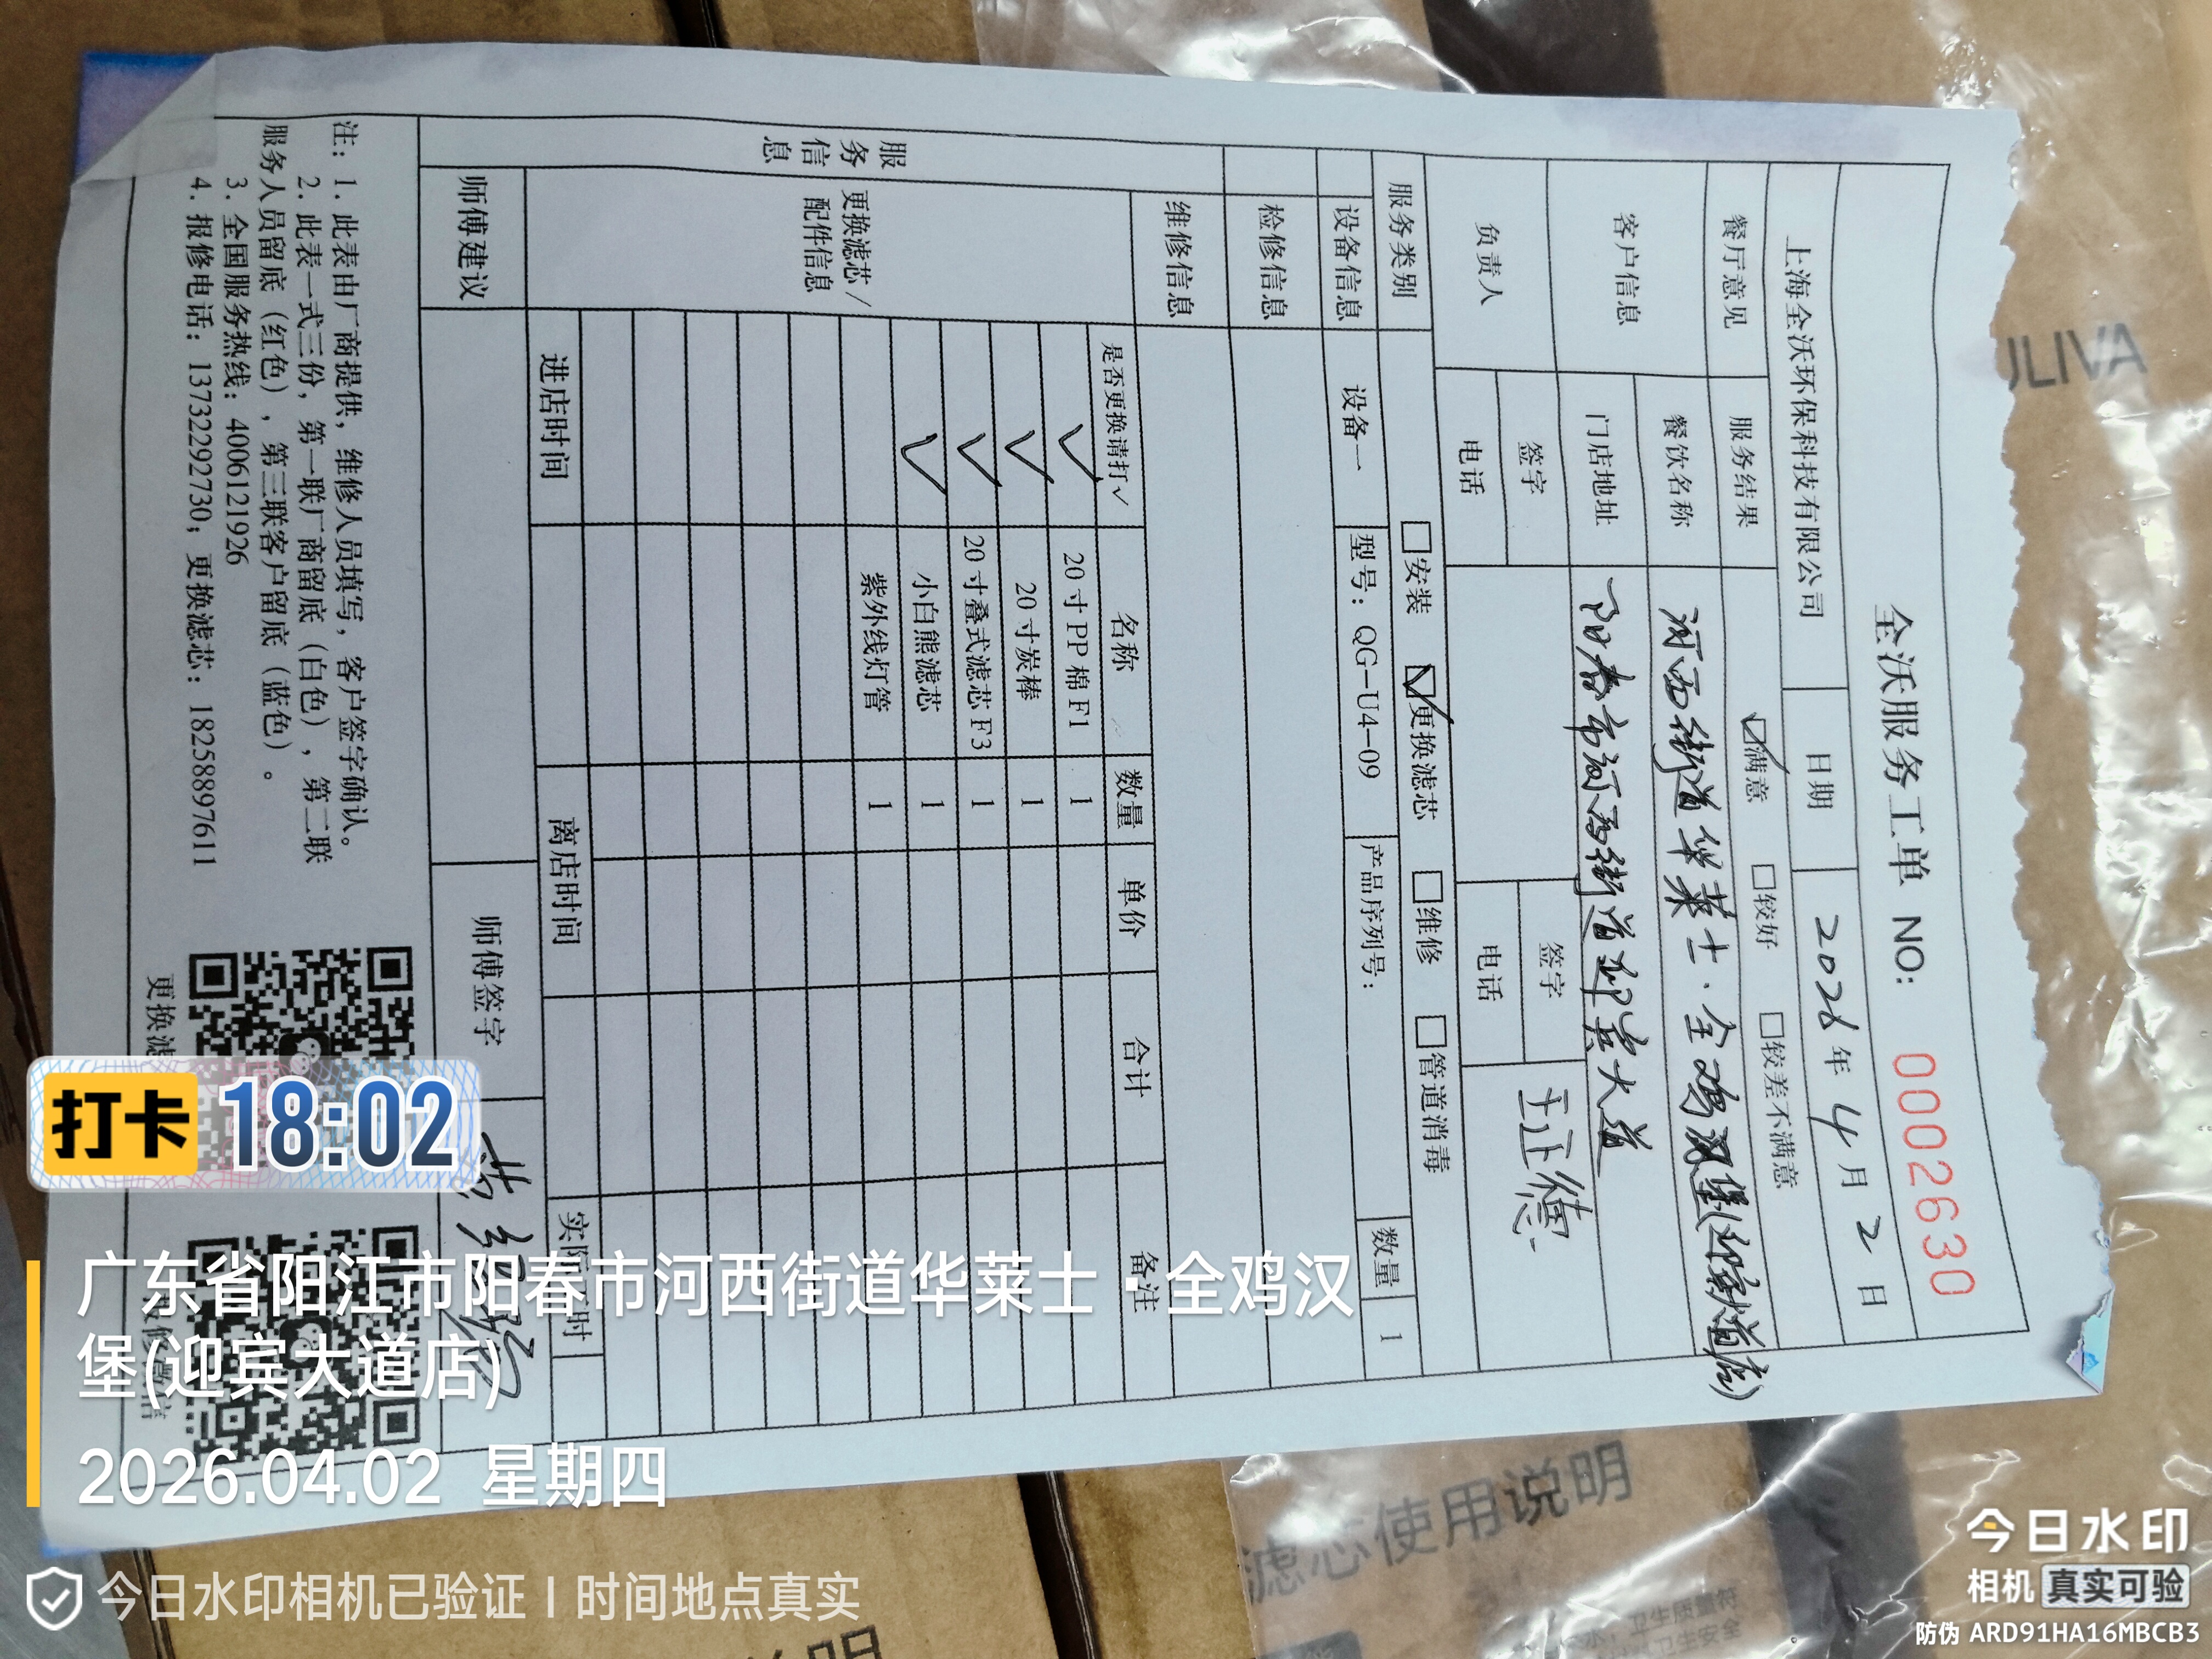 全沃服务工单 NO: 0002630
上海全沃环保科技有限公司 日期 2026年4月2日
餐厅意见 服务结果 ☑满意 □较好 □较差不满意
客户信息 餐饮名称 河西街道华莱士·全鸡汉堡(迎宾大道店)
门店地址 阳春市河西街道迎宾大道
负责人 签字 签字 王正德
电话 电话
服务类别 □安装 ☑更换滤芯 □维修 □管道消毒
设备信息 设备一 型号：QG-U4-09 产品序列号： 数量 1
服务信息
检修信息
维修信息
更换滤芯/配件信息
是否更换请打✓ 名称 数量 单价 合计 备注
✓ 20寸PP棉F1 1
✓ 20寸炭棒 1
✓ 20寸叠式滤芯F3 1
✓ 小白熊滤芯 1
紫外线灯管 1
进店时间 离店时间 实际 时
师傅建议 师傅签字
注：1. 此表由厂商提供，维修人员填写，客户签字确认。
2. 此表一式三份，第一联厂商留底（白色），第二联
服务人员留底（红色），第三联客户留底（蓝色）。
3. 全国服务热线：4006121926
4. 报修电话：13732292730；更换滤芯：18258897611
更换滤
打卡 18:02
广东省阳江市阳春市河西街道华莱士·全鸡汉
堡(迎宾大道店)
2026.04.02 星期四
今日水印相机已验证 | 时间地点真实
今日水印
相机 真实可验
防伪 ARD91HA16MBCB3
滤芯使用说明
ULIVA